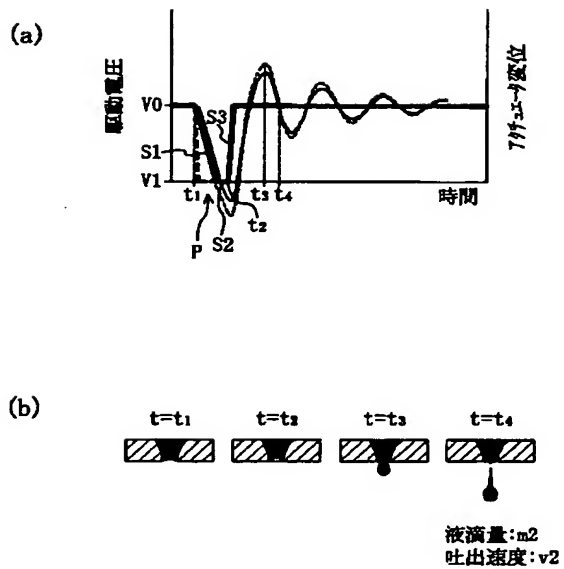 (a)
駆動電圧
アクチュエータ変位
V0
V1
S1
S3
t1
t3
t4
t2
時間
P
S2
(b)
t=t1
t=t2
t=t3
t=t4
液滴量:m2
吐出速度:v2